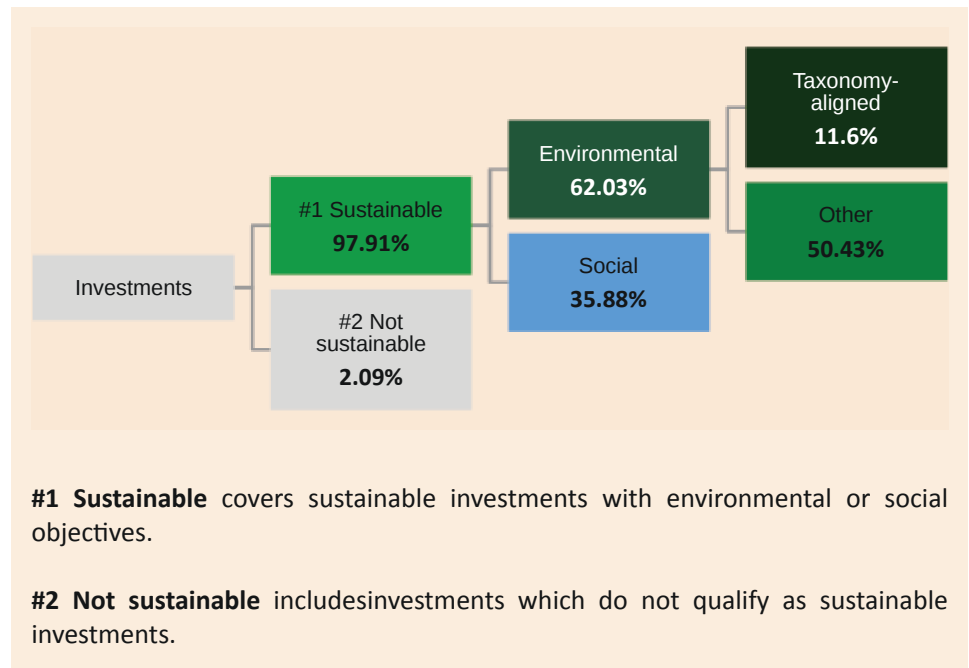 Investments
#1 Sustainable
97.91%
#2 Not
sustainable
2.09%
Environmental
62.03%
Social
35.88%
Taxonomy-
aligned
11.6%
Other
50.43%
#1 Sustainable covers sustainable investments with environmental or social
objectives.
#2 Not sustainable includesinvestments which do not qualify as sustainable
investments.